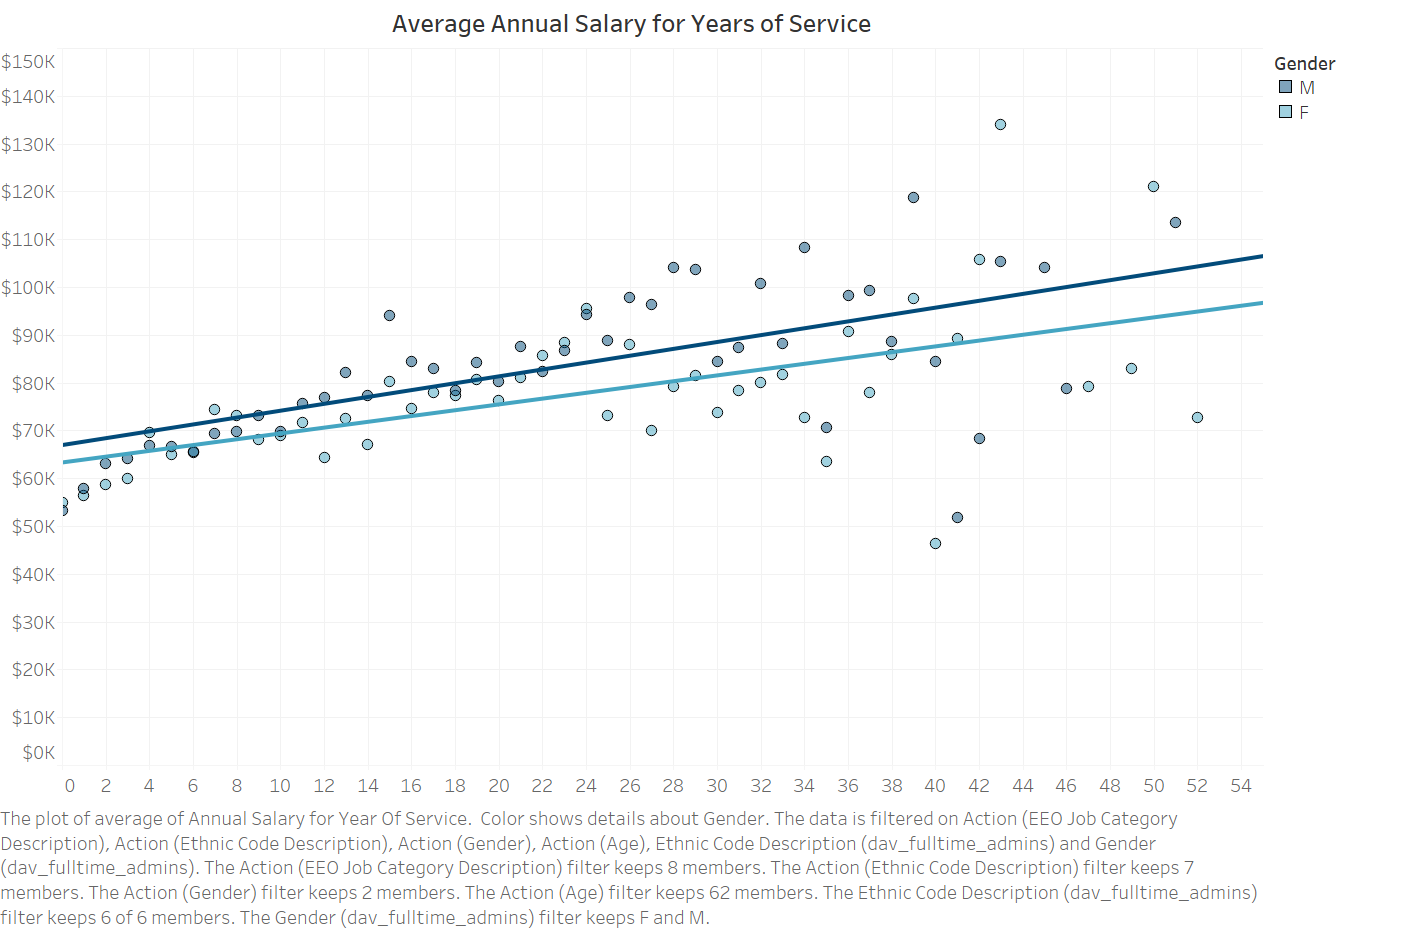 Average Annual Salary for Years of Service
Gender
M
F
$150K
$140K
$130K
$120K
$110K
$100K
$90K
$80K
$70K
$60K
$50K
$40K
$30K
$20K
$10K
$0K
0 2 4 6 8 10 12 14 16 18 20 22 24 26 28 30 32 34 36 38 40 42 44 46 48 50 52 54
The plot of average of Annual Salary for Year Of Service.  Color shows details about Gender. The data is filtered on Action (EEO Job Category
Description), Action (Ethnic Code Description), Action (Gender), Action (Age), Ethnic Code Description (dav_fulltime_admins) and Gender
(dav_fulltime_admins). The Action (EEO Job Category Description) filter keeps 8 members. The Action (Ethnic Code Description) filter keeps 7
members. The Action (Gender) filter keeps 2 members. The Action (Age) filter keeps 62 members. The Ethnic Code Description (dav_fulltime_admins)
filter keeps 6 of 6 members. The Gender (dav_fulltime_admins) filter keeps F and M.